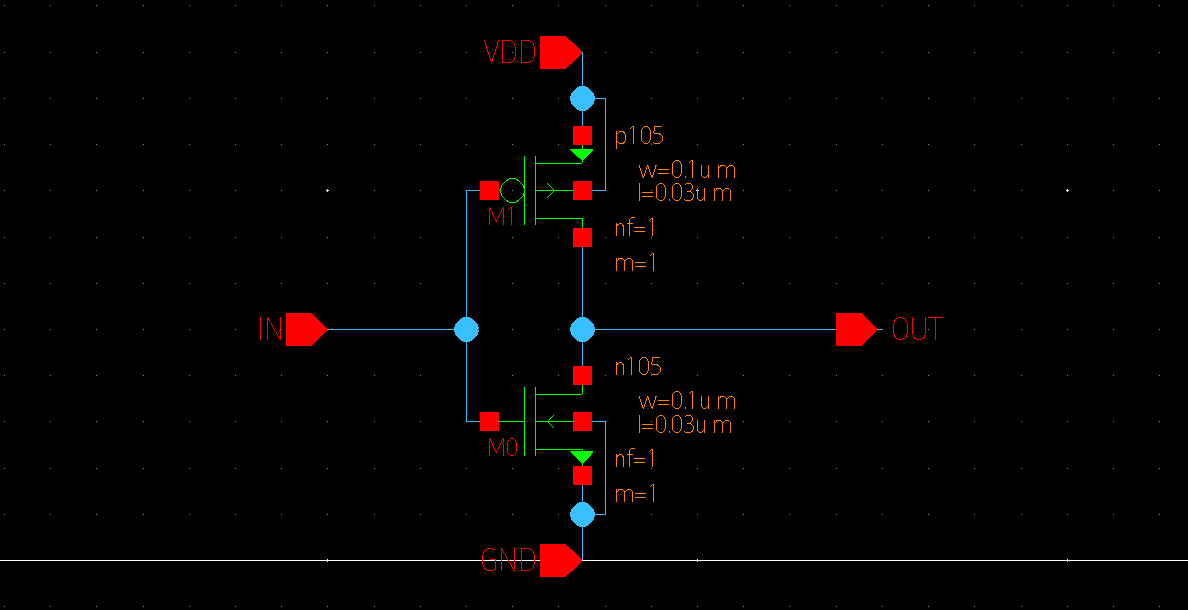 VDD
p105
w=0.1u m
l=0.03u m
M1
nf=1
m=1
IN
OUT
n105
w=0.1u m
l=0.03u m
M0
nf=1
m=1
GND